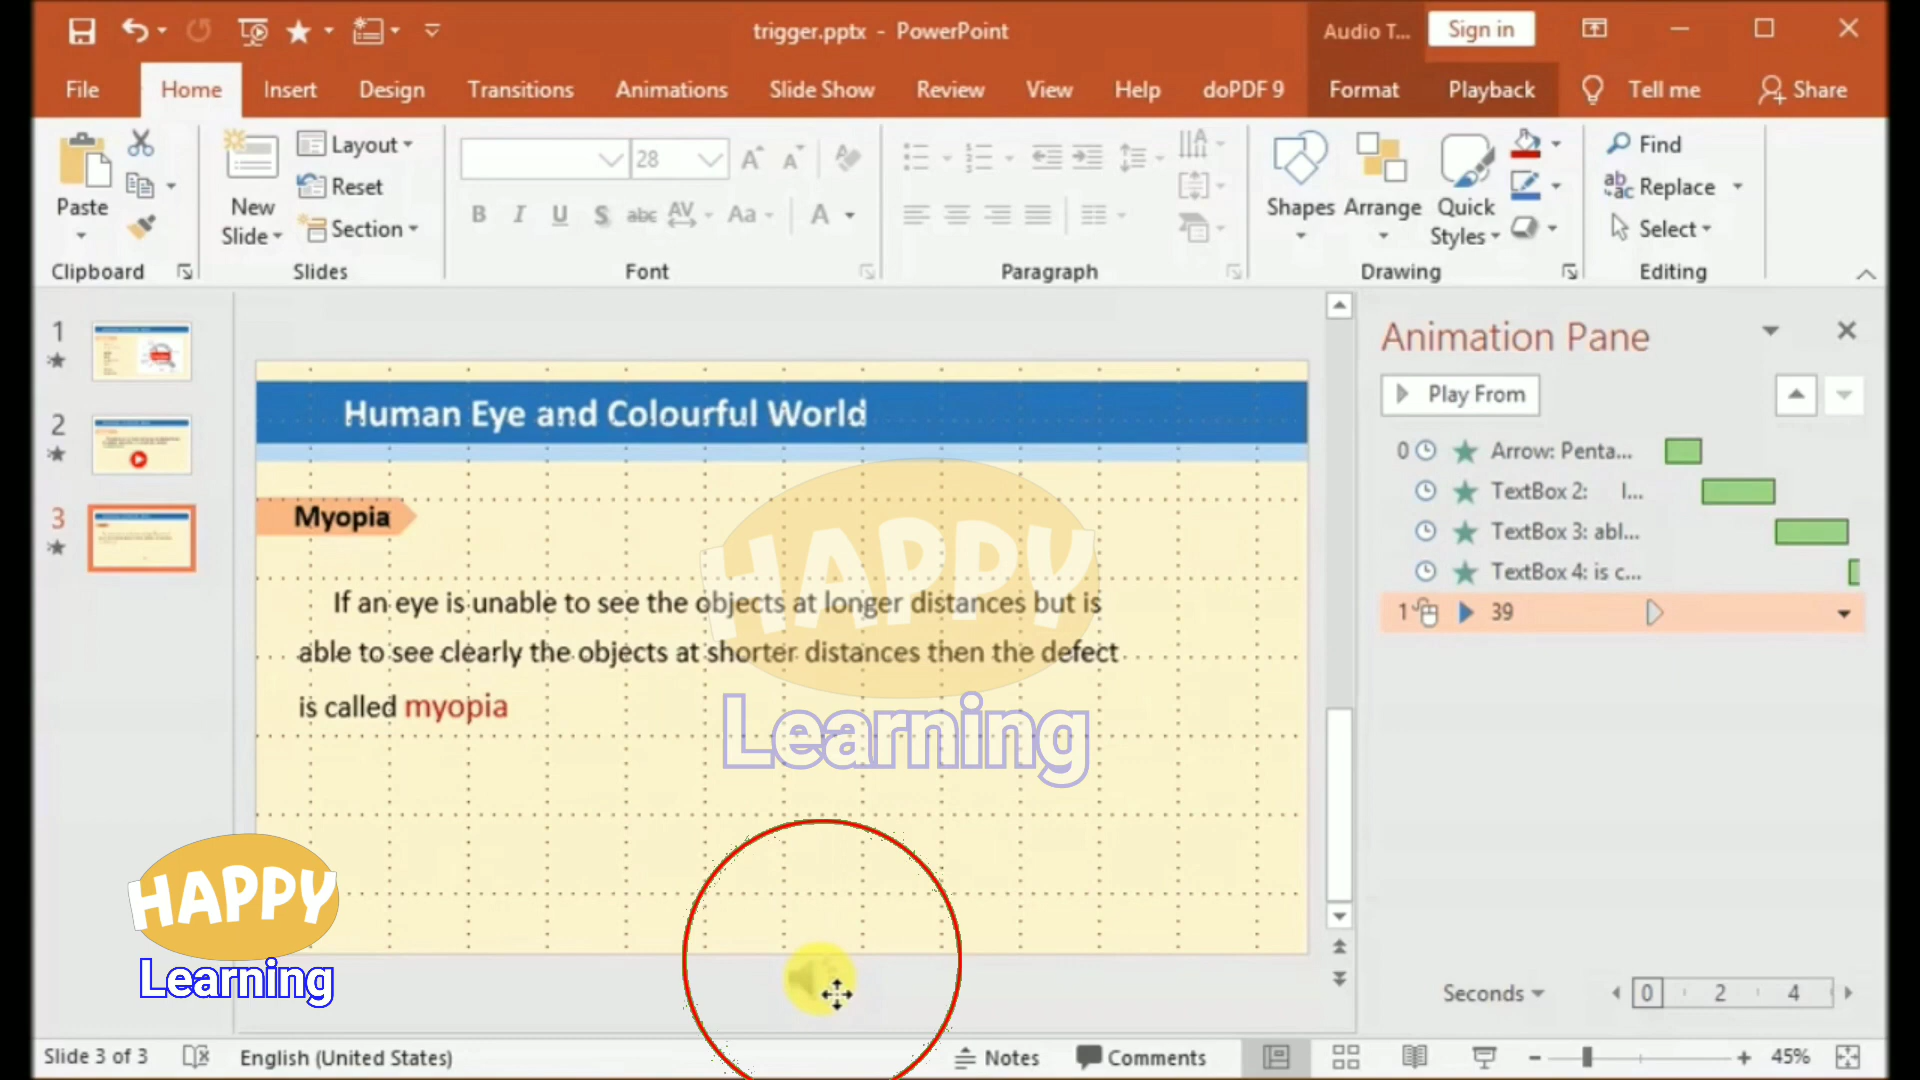 trigger.pptx - PowerPoint
Audio T...
Sign in
File
Home
Insert
Design
Transitions
Animations
Slide Show
Review
View
Help
doPDF 9
Format
Playback
Tell me
Share
Paste
Clipboard
New
Slide
Layout
Reset
Section
Slides
28
B I U S abc AV Aa A
Font
Paragraph
Shapes
Arrange
Quick
Styles
Drawing
Find
Replace
Select
Editing
1
2
3
Human Eye and Colourful World
Myopia
If an eye is unable to see the objects at longer distances but is
able to see clearly the objects at shorter distances then the defect
is called myopia
HAPPY
Learning
HAPPY
Learning
Animation Pane
Play From
0 Arrow: Penta...
TextBox 2: I...
TextBox 3: abl...
TextBox 4: is c...
1 39
Seconds
0 2 4
Slide 3 of 3
English (United States)
Notes
Comments
45%